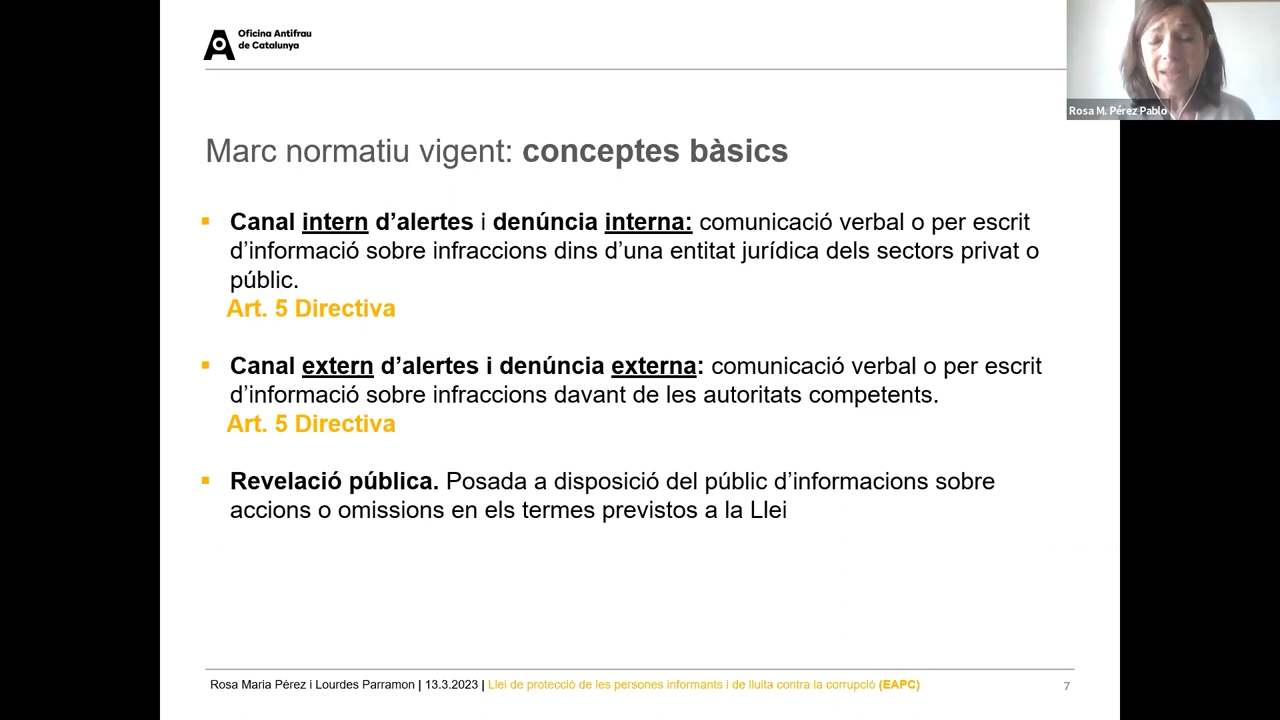 Oficina Antifrau
de Catalunya
Rosa M. Pérez Pablo
Marc normatiu vigent: conceptes bàsics
Canal intern d’alertes i denúncia interna: comunicació verbal o per escrit
d’informació sobre infraccions dins d’una entitat jurídica dels sectors privat o
públic.
Art. 5 Directiva
Canal extern d’alertes i denúncia externa: comunicació verbal o per escrit
d’informació sobre infraccions davant de les autoritats competents.
Art. 5 Directiva
Revelació pública. Posada a disposició del públic d’informacions sobre
accions o omissions en els termes previstos a la Llei
Rosa Maria Pérez i Lourdes Parramon | 13.3.2023 | Llei de protecció de les persones informants i de lluita contra la corrupció (EAPC)
7